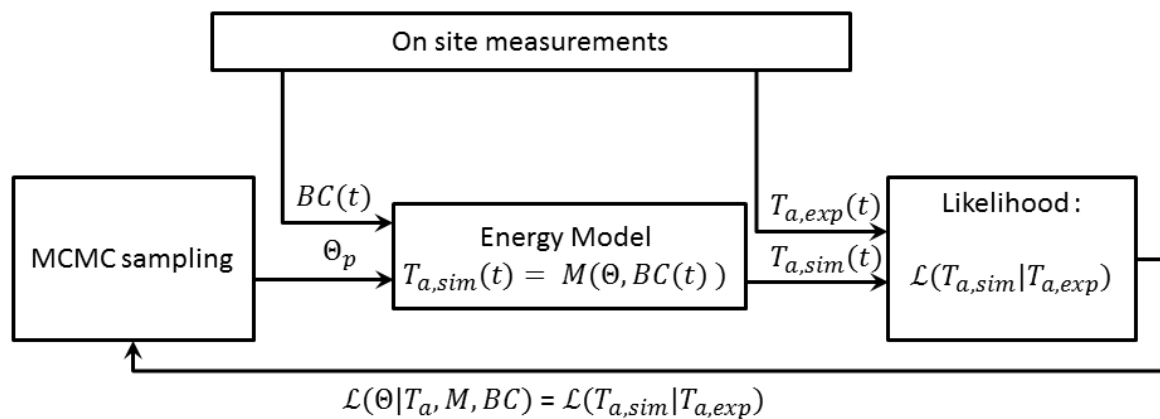 On site measurements
BC(t)
Θ_p
MCMC sampling
Energy Model
T_{a,sim}(t) = M(Θ, BC(t) )
T_{a,exp}(t)
T_{a,sim}(t)
Likelihood :
ℒ(T_{a,sim}|T_{a,exp})
ℒ(Θ|T_a, M, BC) = ℒ(T_{a,sim}|T_{a,exp})